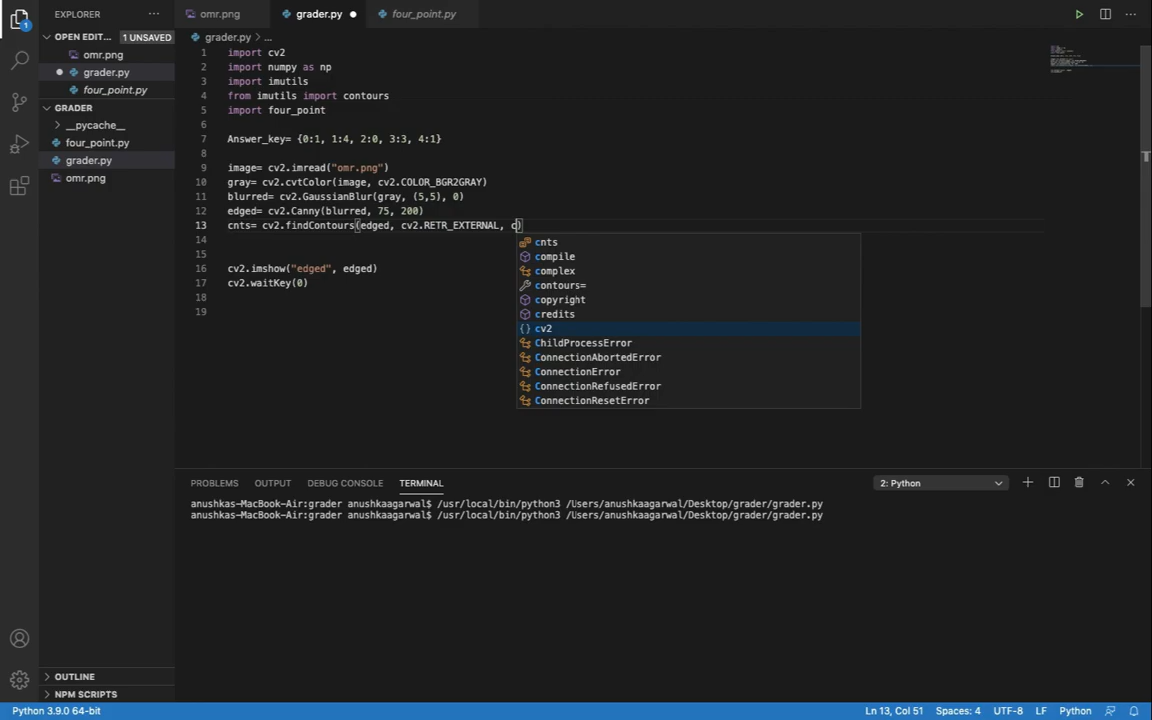 EXPLORER
omr.png
grader.py
four_point.py
OPEN EDIT...
1 UNSAVED
omr.png
grader.py
four_point.py
GRADER
__pycache__
four_point.py
grader.py
omr.png
OUTLINE
NPM SCRIPTS
grader.py > ...
1 import cv2
2 import numpy as np
3 import imutils
4 from imutils import contours
5 import four_point
6
7 Answer_key= {0:1, 1:4, 2:0, 3:3, 4:1}
8
9 image= cv2.imread("omr.png")
10 gray= cv2.cvtColor(image, cv2.COLOR_BGR2GRAY)
11 blurred= cv2.GaussianBlur(gray, (5,5), 0)
12 edged= cv2.Canny(blurred, 75, 200)
13 cnts= cv2.findContours(edged, cv2.RETR_EXTERNAL, c)
14
15
16 cv2.imshow("edged", edged)
17 cv2.waitKey(0)
18
19
cnts
compile
complex
contours=
copyright
credits
cv2
ChildProcessError
ConnectionAbortedError
ConnectionError
ConnectionRefusedError
ConnectionResetError
PROBLEMS OUTPUT DEBUG CONSOLE TERMINAL 2: Python
anushkas-MacBook-Air:grader anushkaagarwal$ /usr/local/bin/python3 /Users/anushkaagarwal/Desktop/grader/grader.py
anushkas-MacBook-Air:grader anushkaagarwal$ /usr/local/bin/python3 /Users/anushkaagarwal/Desktop/grader/grader.py
1
Python 3.9.0 64-bit Ln 13, Col 51 Spaces: 4 UTF-8 LF Python